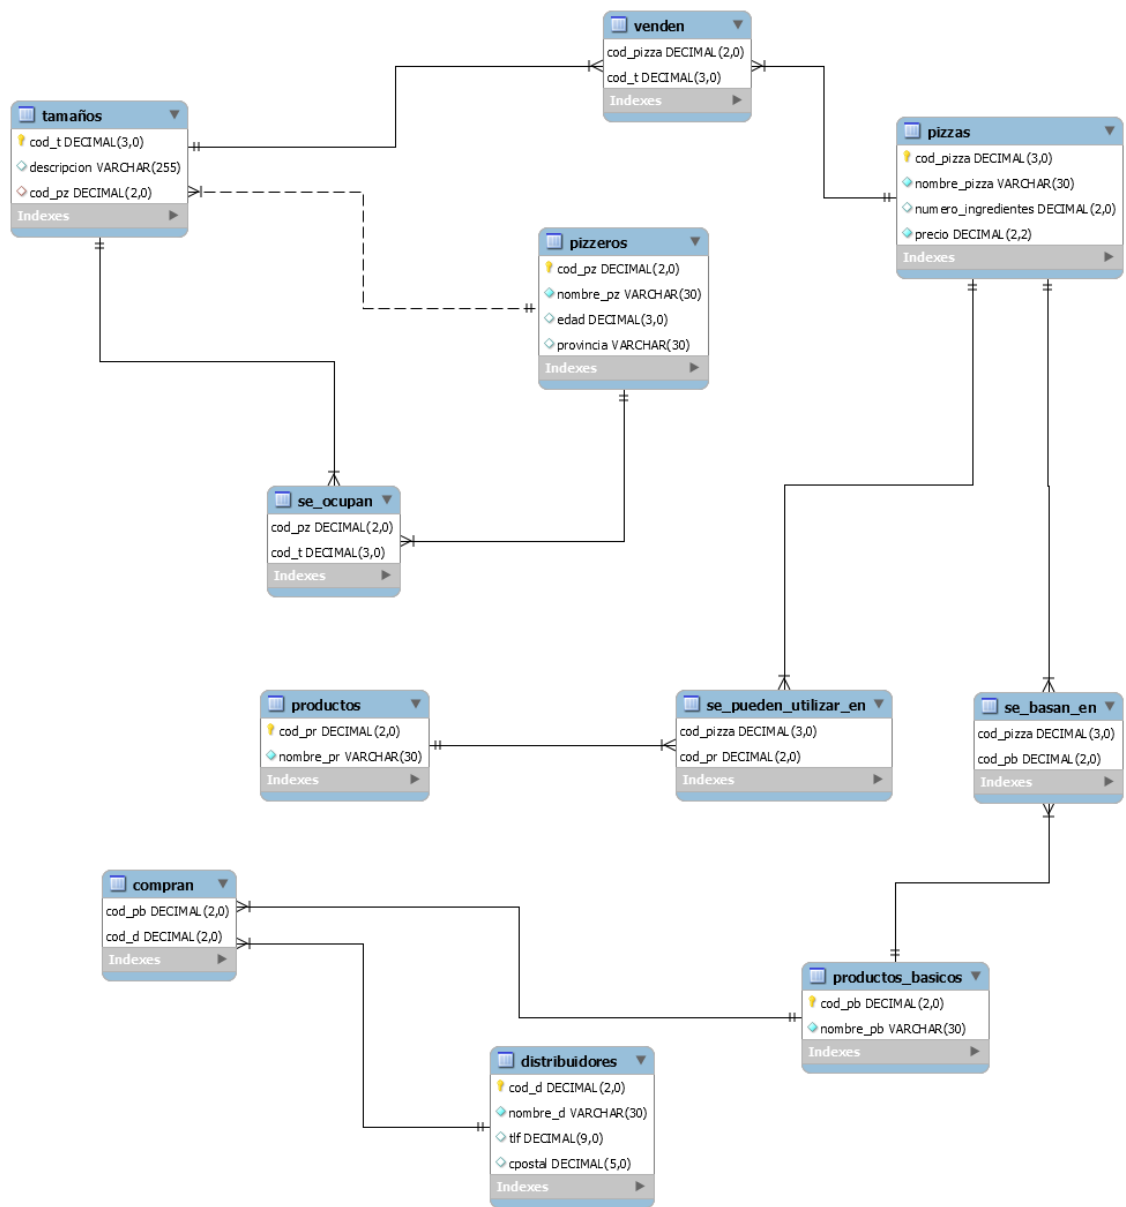 venden
cod_pizza DECIMAL(2,0)
cod_t DECIMAL(3,0)
Indexes
tamaños
cod_t DECIMAL(3,0)
descripcion VARCHAR(255)
cod_pz DECIMAL(2,0)
Indexes
pizzas
cod_pizza DECIMAL(3,0)
nombre_pizza VARCHAR(30)
numero_ingredientes DECIMAL(2,0)
precio DECIMAL(2,2)
Indexes
pizzeros
cod_pz DECIMAL(2,0)
nombre_pz VARCHAR(30)
edad DECIMAL(3,0)
provincia VARCHAR(30)
Indexes
se_ocupan
cod_pz DECIMAL(2,0)
cod_t DECIMAL(3,0)
Indexes
productos
cod_pr DECIMAL(2,0)
nombre_pr VARCHAR(30)
Indexes
se_pueden_utilizar_en
cod_pizza DECIMAL(3,0)
cod_pr DECIMAL(2,0)
Indexes
se_basan_en
cod_pizza DECIMAL(3,0)
cod_pb DECIMAL(2,0)
Indexes
compran
cod_pb DECIMAL(2,0)
cod_d DECIMAL(2,0)
Indexes
productos_basicos
cod_pb DECIMAL(2,0)
nombre_pb VARCHAR(30)
Indexes
distribuidores
cod_d DECIMAL(2,0)
nombre_d VARCHAR(30)
tlf DECIMAL(9,0)
cpostal DECIMAL(5,0)
Indexes